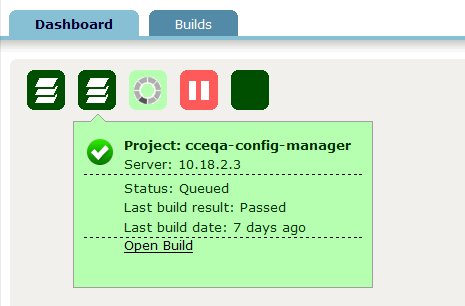 Dashboard
Builds
Project: cceqa-config-manager
Server: 10.18.2.3
Status: Queued
Last build result: Passed
Last build date: 7 days ago
Open Build